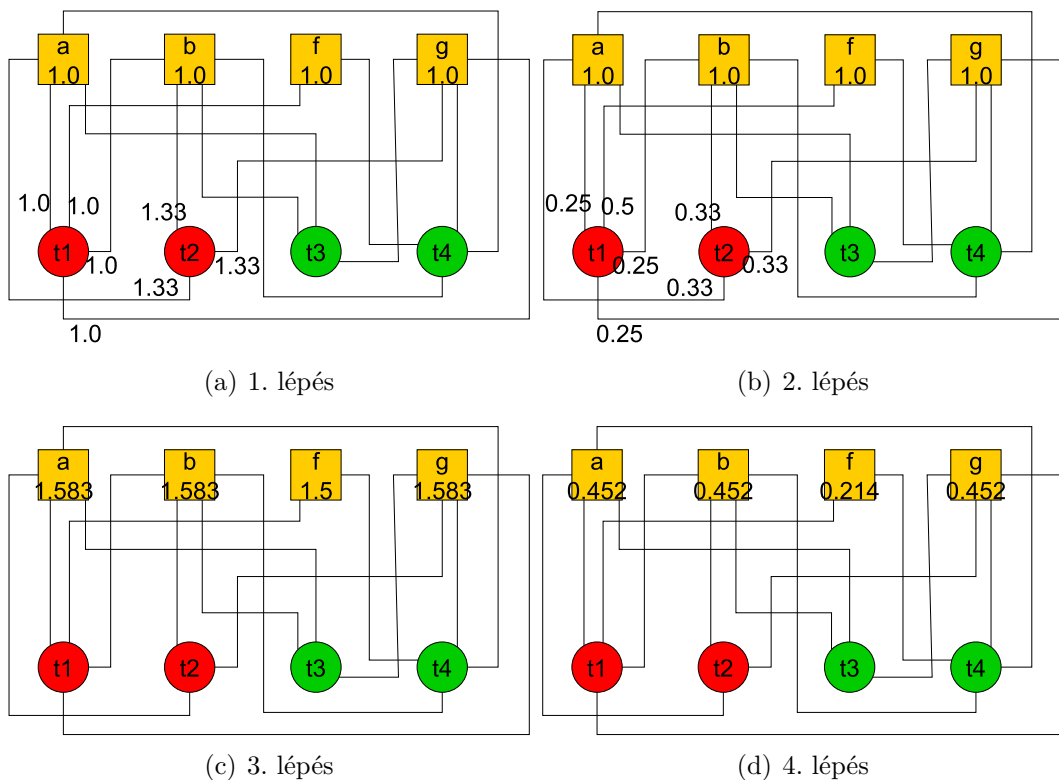 a b f g
1.0 1.0 1.0 1.0
1.0 1.0 1.33
t1 t2 t3 t4
1.0 1.33
1.33
1.0
(a) 1. lépés
a b f g
1.0 1.0 1.0 1.0
0.25 0.5 0.33
t1 t2 t3 t4
0.25 0.33
0.33
0.25
(b) 2. lépés
a b f g
1.583 1.583 1.5 1.583
t1 t2 t3 t4
(c) 3. lépés
a b f g
0.452 0.452 0.214 0.452
t1 t2 t3 t4
(d) 4. lépés